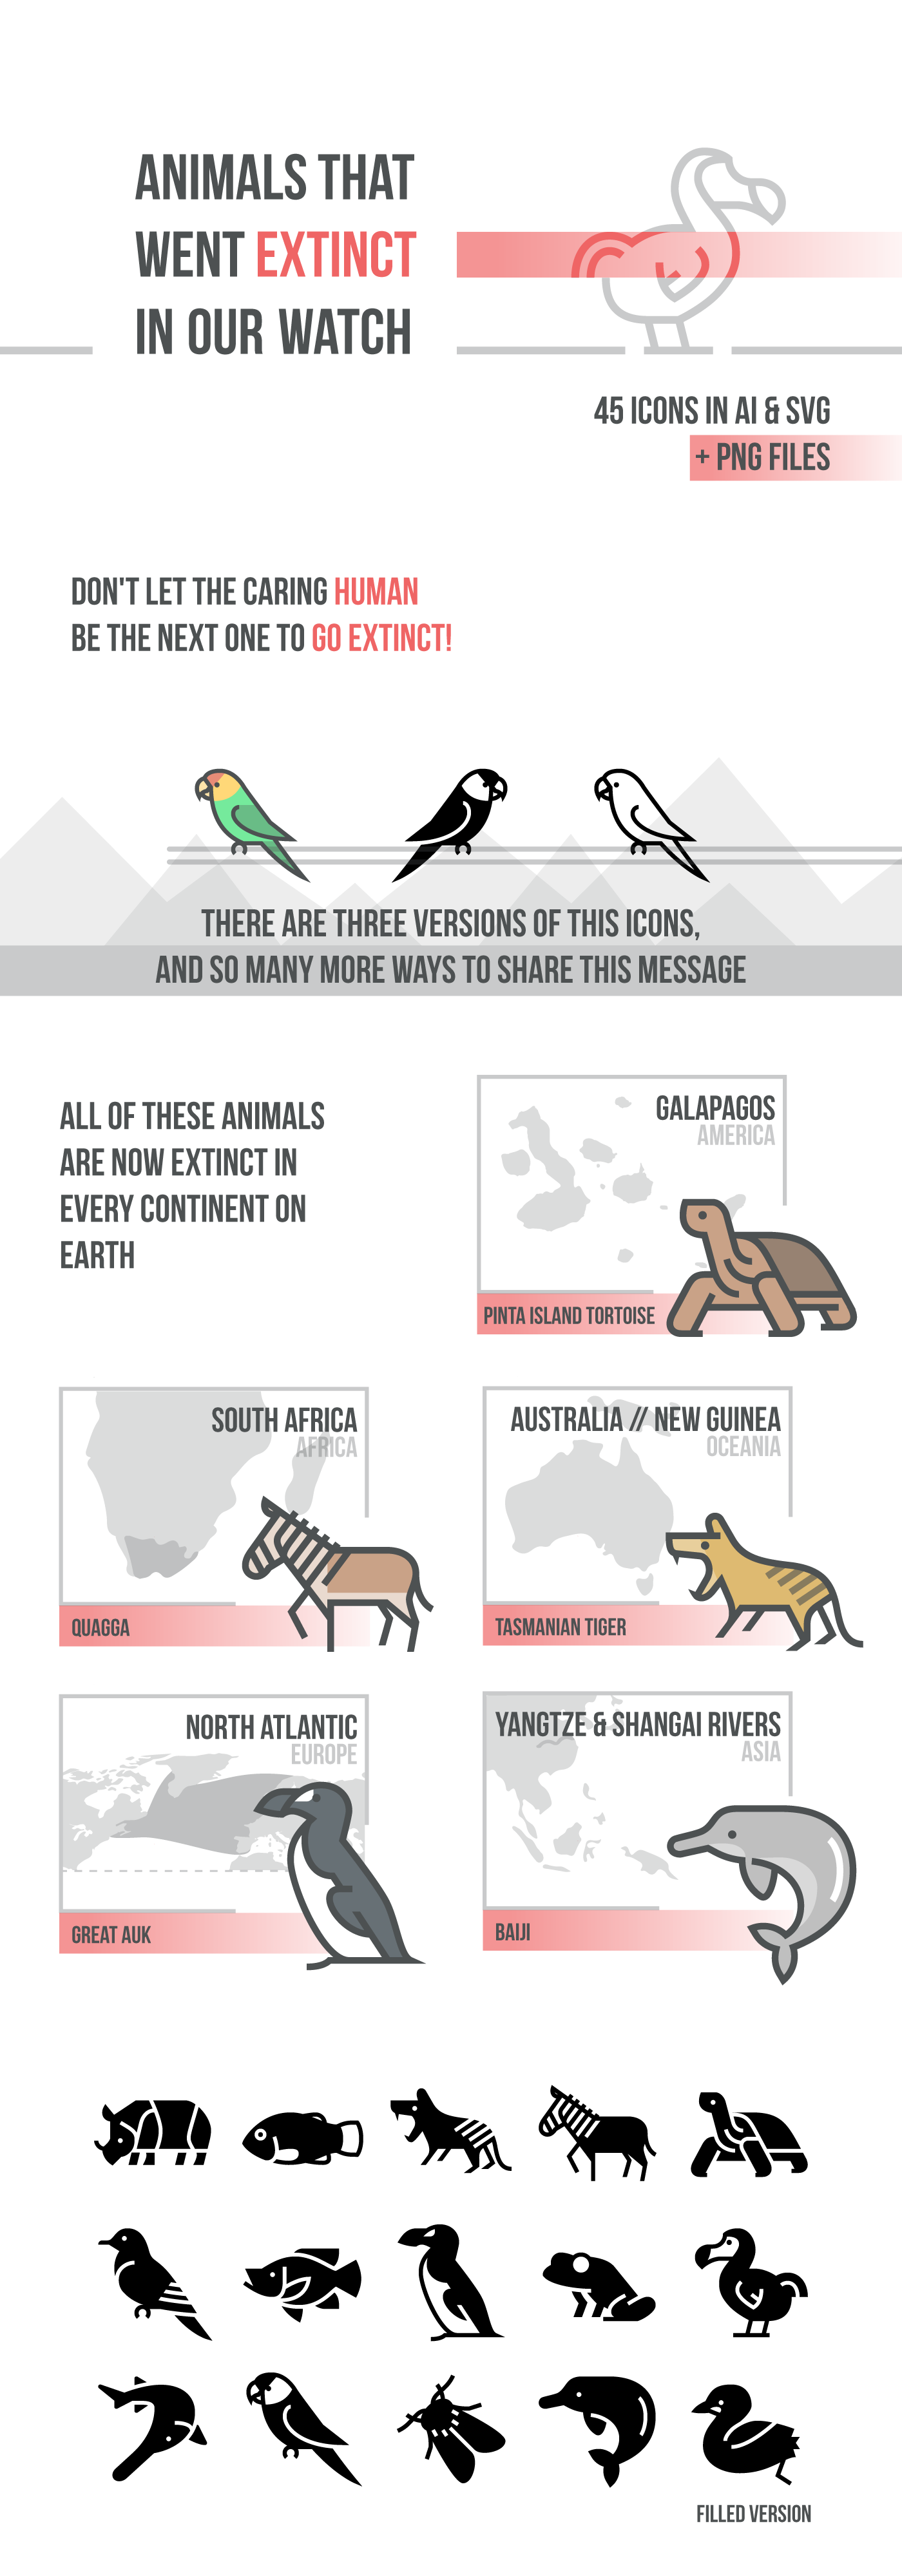 ANIMALS THAT
WENT EXTINCT
IN OUR WATCH
45 ICONS IN AI & SVG
+ PNG FILES
DON'T LET THE CARING HUMAN
BE THE NEXT ONE TO GO EXTINCT!
THERE ARE THREE VERSIONS OF THIS ICONS,
AND SO MANY MORE WAYS TO SHARE THIS MESSAGE
ALL OF THESE ANIMALS
ARE NOW EXTINCT IN
EVERY CONTINENT ON
EARTH
GALAPAGOS
AMERICA
PINTA ISLAND TORTOISE
SOUTH AFRICA
AFRICA
QUAGGA
AUSTRALIA // NEW GUINEA
OCEANIA
TASMANIAN TIGER
NORTH ATLANTIC
EUROPE
GREAT AUK
YANGTZE & SHANGAI RIVERS
ASIA
BAIJI
FILLED VERSION